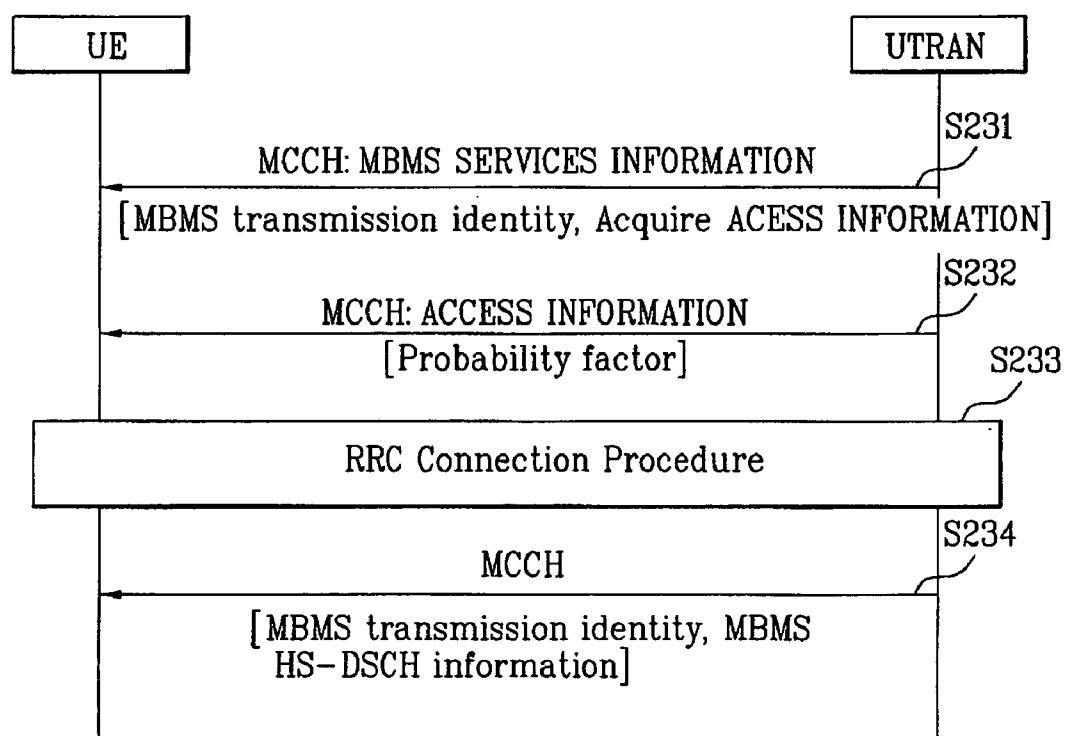 UE
UTRAN
S231
MCCH: MBMS SERVICES INFORMATION
[MBMS transmission identity, Acquire ACESS INFORMATION]
S232
MCCH: ACCESS INFORMATION
[Probability factor]
S233
RRC Connection Procedure
S234
MCCH
[MBMS transmission identity, MBMS
HS-DSCH information]